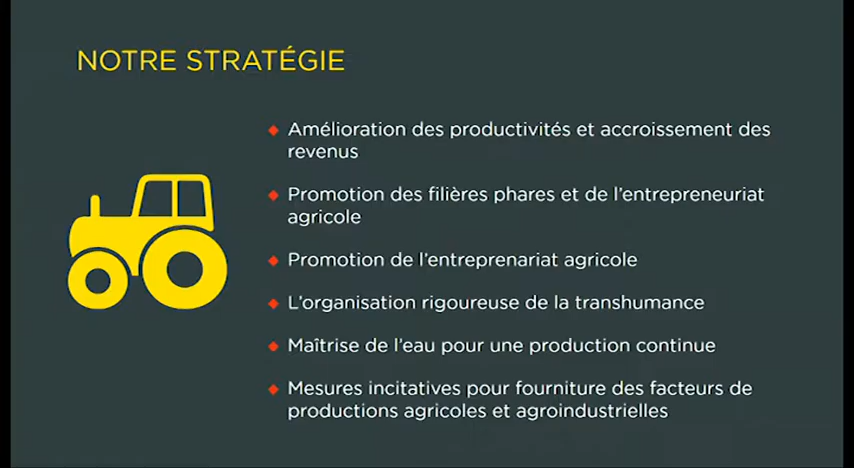 NOTRE STRATÉGIE
Amélioration des productivités et accroissement des
revenus
Promotion des filières phares et de l'entrepreneuriat
agricole
Promotion de l'entreprenariat agricole
L'organisation rigoureuse de la transhumance
Maîtrise de l'eau pour une production continue
Mesures incitatives pour fourniture des facteurs de
productions agricoles et agroindustrielles